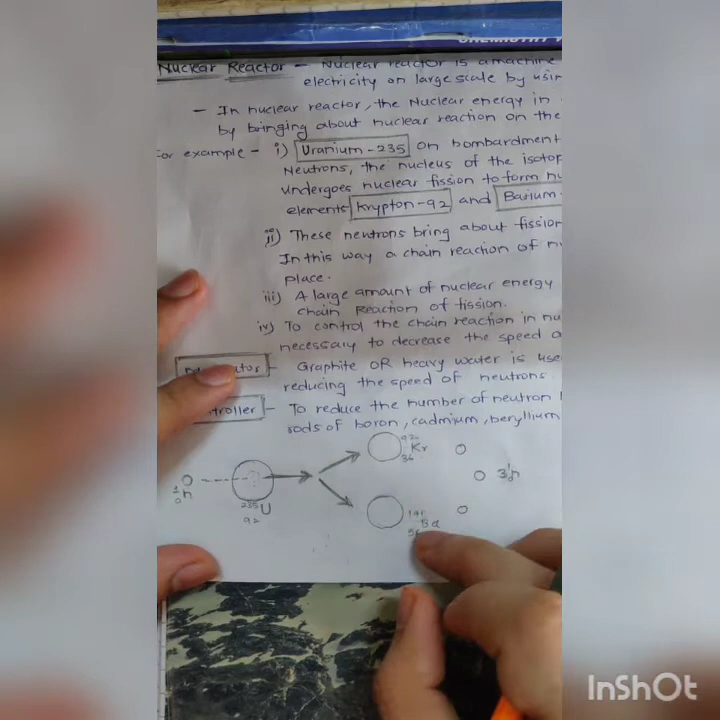 Nuclear Reactor - Nuclear reactor is a machine
electricity on large scale by usin
- In nuclear reactor, the Nuclear energy in
by bringing about nuclear reaction on the
For example - i) Uranium-235 on bombardment
Neutrons, the nucleus of the isotop
undergoes nuclear fission to form nu
elements Krypton-92 and Barium-
ii) These neutrons bring about fission
In this way a chain reaction of n
place.
iii) A large amount of nuclear energy
chain Reaction of fission.
iv) To control the chain reaction in nu
necessary to decrease the speed o
Graphite OR heavy water is use
reducing the speed of neutrons
troller - To reduce the number of neutron
rods of boron, cadmium, beryllium
92
Kr
36
1
n
0
235
U
92
3 1 n
0
141
Ba
InShOt